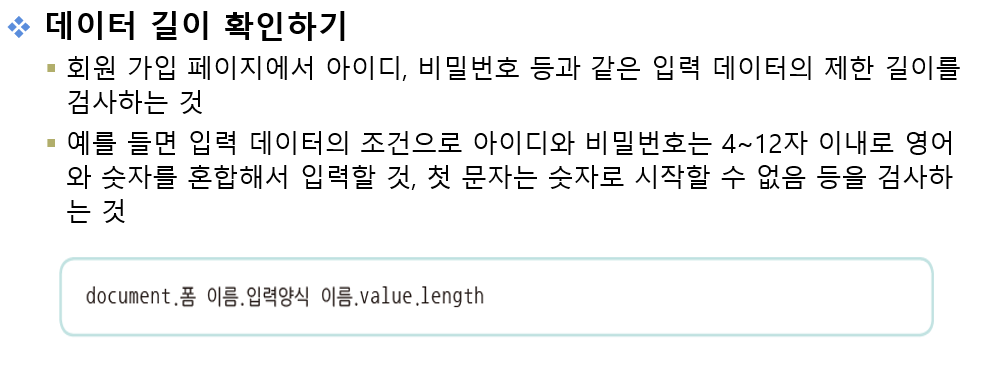 데이터 길이 확인하기
회원 가입 페이지에서 아이디, 비밀번호 등과 같은 입력 데이터의 제한 길이를
검사하는 것
예를 들면 입력 데이터의 조건으로 아이디와 비밀번호는 4~12자 이내로 영어
와 숫자를 혼합해서 입력할 것, 첫 문자는 숫자로 시작할 수 없음 등을 검사하
는 것
document.폼 이름.입력양식 이름.value.length